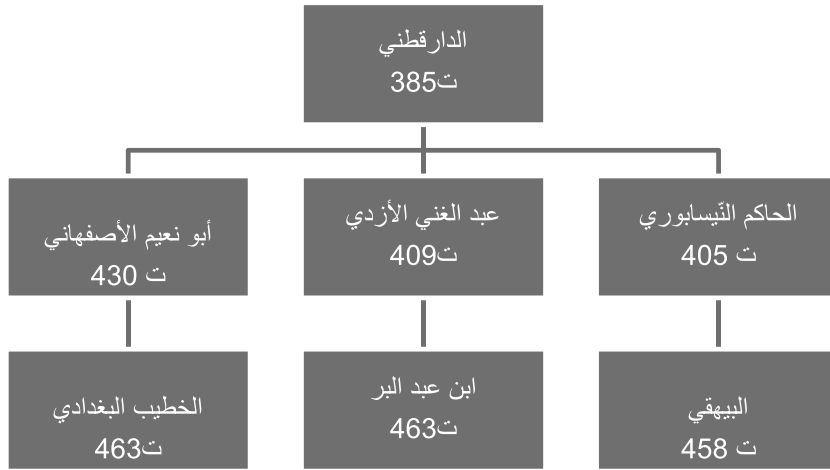 الدارقطني
ت385
الحاكم النّيسابوري
ت 405
عبد الغني الأزدي
ت409
أبو نعيم الأصفهاني
ت 430
البيهقي
ت 458
ابن عبد البر
ت463
الخطيب البغدادي
ت463